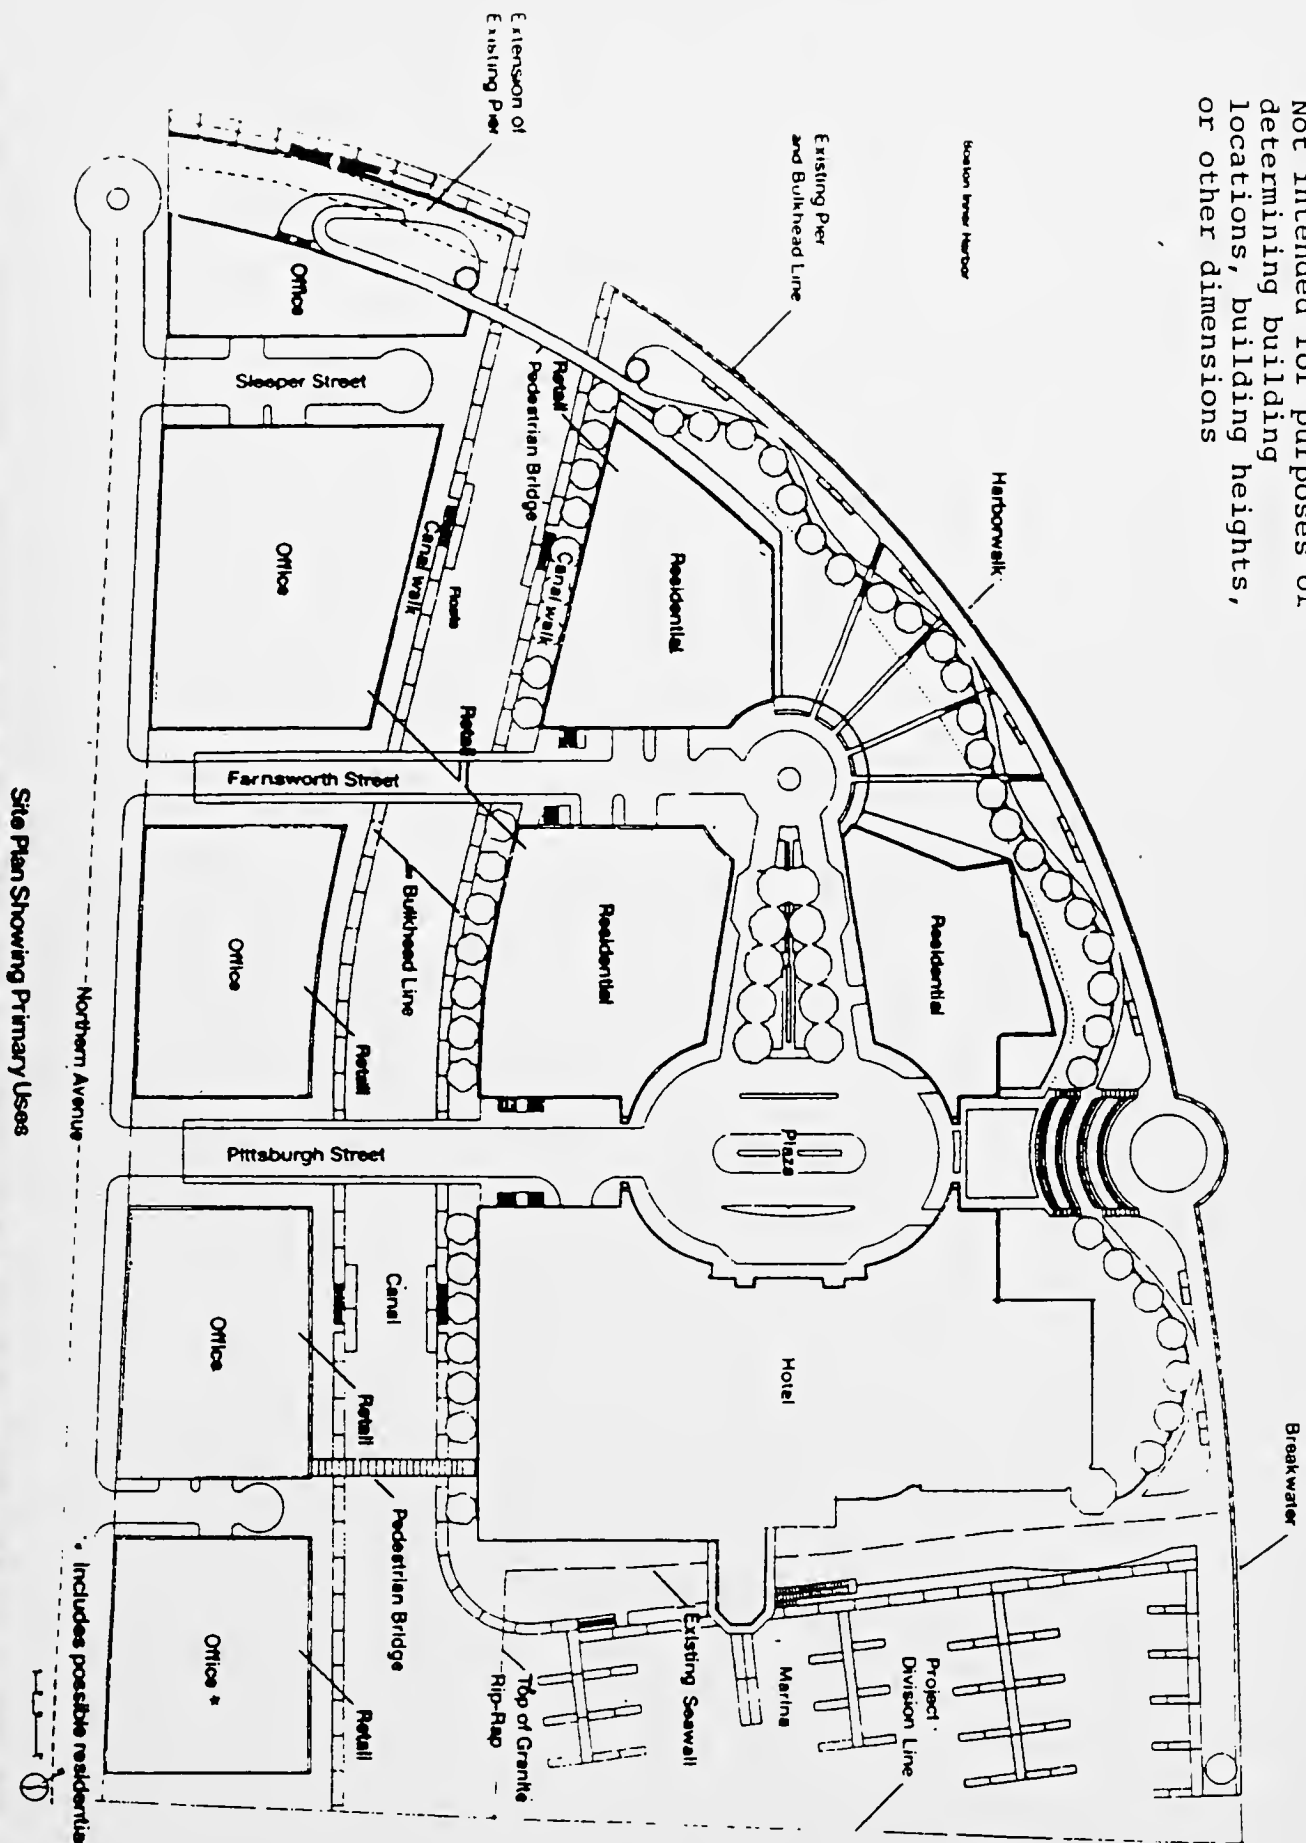 Not intended for purposes of
determining building
locations, building heights,
or other dimensions
Boston Inner Harbor
Breakwater
Harborwalk
Existing Pier
and Bulkhead Line
Extension of
Existing Pier
Project
Division Line
Marina
Existing Seawall
Top of Granite
Rip-Rap
Hotel
Plaza
Residential
Residential
Residential
Retail
Pedestrian Bridge
Canal walk
Canal walk
Floats
Retail
Bulkhead Line
Retail
Canal
Retail
Pedestrian Bridge
Retail
Office
Sleeper Street
Office
Farnsworth Street
Office
Pittsburgh Street
Office
Office *
Northern Avenue
* Includes possible
Site Plan Showing Primary Uses